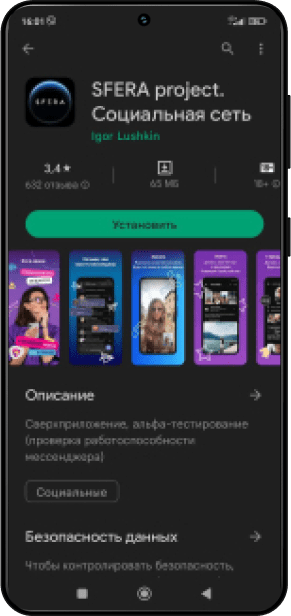 16:01
SFERA
SFERA project.
Социальная сеть
Igor Lushkin
3,4★
632 отзыва
65 МБ
18+
Установить
Описание
Сверхприложение, альфа-тестирование
(проверка работоспособности
мессенджера)
Социальные
Безопасность данных
Чтобы контролировать безопасность,